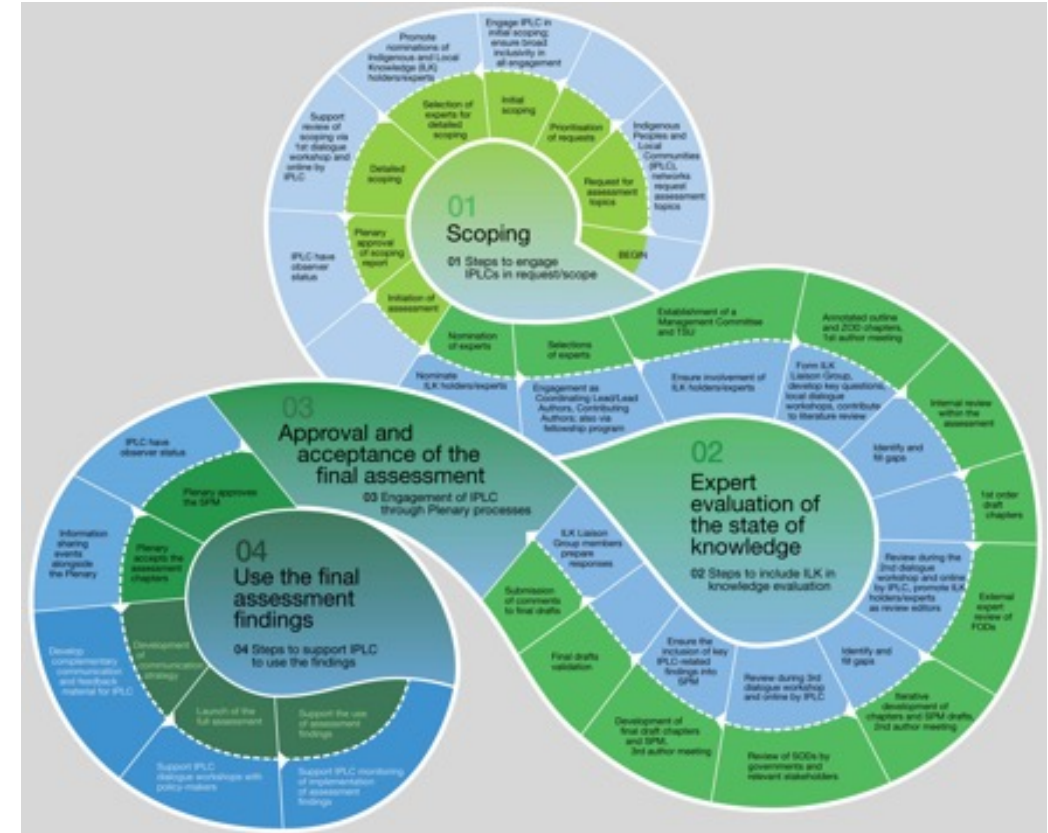 01
Scoping
01 Steps to engage
IPLCs in request/scope
BEGIN
Request for
assessment
topics
Indigenous
Peoples and
Local
Communities
(IPLC),
networks
request
assessment
topics
Prioritisation
of requests
Initial
scoping
Engage IPLC in
initial scoping;
ensure broad
inclusivity in
all engagement
Selection of
experts for
detailed
scoping
Promote
nominations of
Indigenous and Local
Knowledge (ILK)
holders/experts
Detailed
scoping
Support
review of
scoping via
1st dialogue
workshop and
online by
IPLC
Plenary
approval
of scoping
report
IPLC have
observer
status
Initiation of
assessment
Nomination
of experts
Nominate
ILK holders/experts
Selections
of experts
Engagement as
Coordinating Lead/Lead
Authors, Contributing
Authors; also via
fellowship program
Establishment of a
Management Committee
and TSU
Ensure involvement of
ILK holders/experts
Annotated outline
and ZOD chapters,
1st author meeting
Form ILK
Liaison Group,
develop key questions,
local dialogue
workshops, contribute
to literature review
Internal review
within the
assessment
Identify and
fill gaps
1st order
draft
chapters
02
Expert
evaluation of
the state of
knowledge
02 Steps to include ILK in
knowledge evaluation
External
expert
review of
FODs
Review during the
2nd dialogue
workshop and online
by IPLC, promote ILK
holders/experts
as review editors
Iterative
development of
chapters and SPM drafts,
2nd author meeting
Identify and
fill gaps
Review of SODs by
governments and
relevant stakeholders
Review during 3rd
dialogue workshop
and online by IPLC
Development of
final draft chapters
and SPM,
3rd author meeting
Ensure the
inclusion of key
IPLC-related
findings into
SPM
Final drafts
validation
Submission
of comments
to final drafts
ILK Liaison
Group members
prepare
responses
03
Approval and
acceptance of the
final assessment
03 Engagement of IPLC
through Plenary processes
Plenary approves
the SPM
IPLC have
observer status
Plenary
accepts the
assessment
chapters
Information
sharing
events
alongside
the Plenary
04
Use the final
assessment
findings
04 Steps to support IPLC
to use the findings
Development
of
communication
strategy
Develop
complementary
communication
and feedback
material for IPLC
Launch of the
full assessment
Support IPLC
dialogue workshops with
policy-makers
Support the use
of assessment
findings
Support IPLC monitoring
of implementation
of assessment
findings